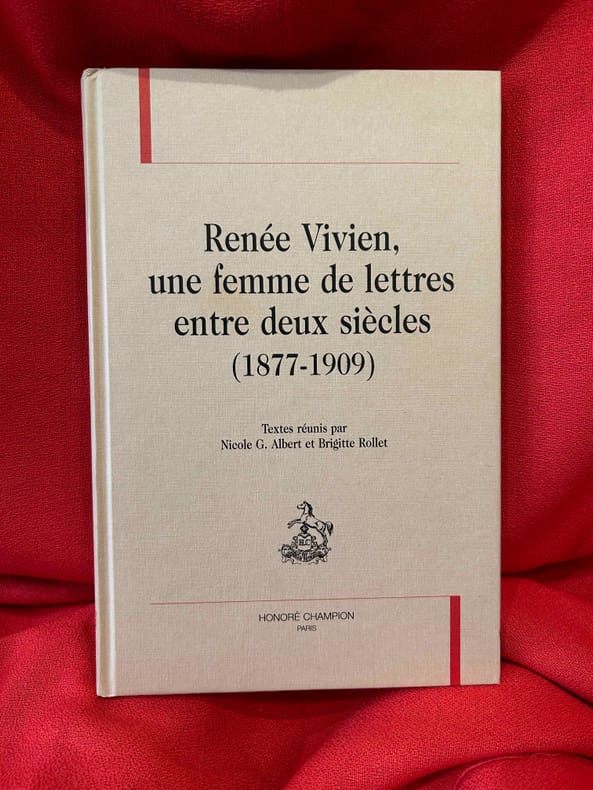 Renée Vivien,
une femme de lettres
entre deux siècles
(1877-1909)
Textes réunis par
Nicole G. Albert et Brigitte Rollet
H.C
HONORÉ CHAMPION
PARIS